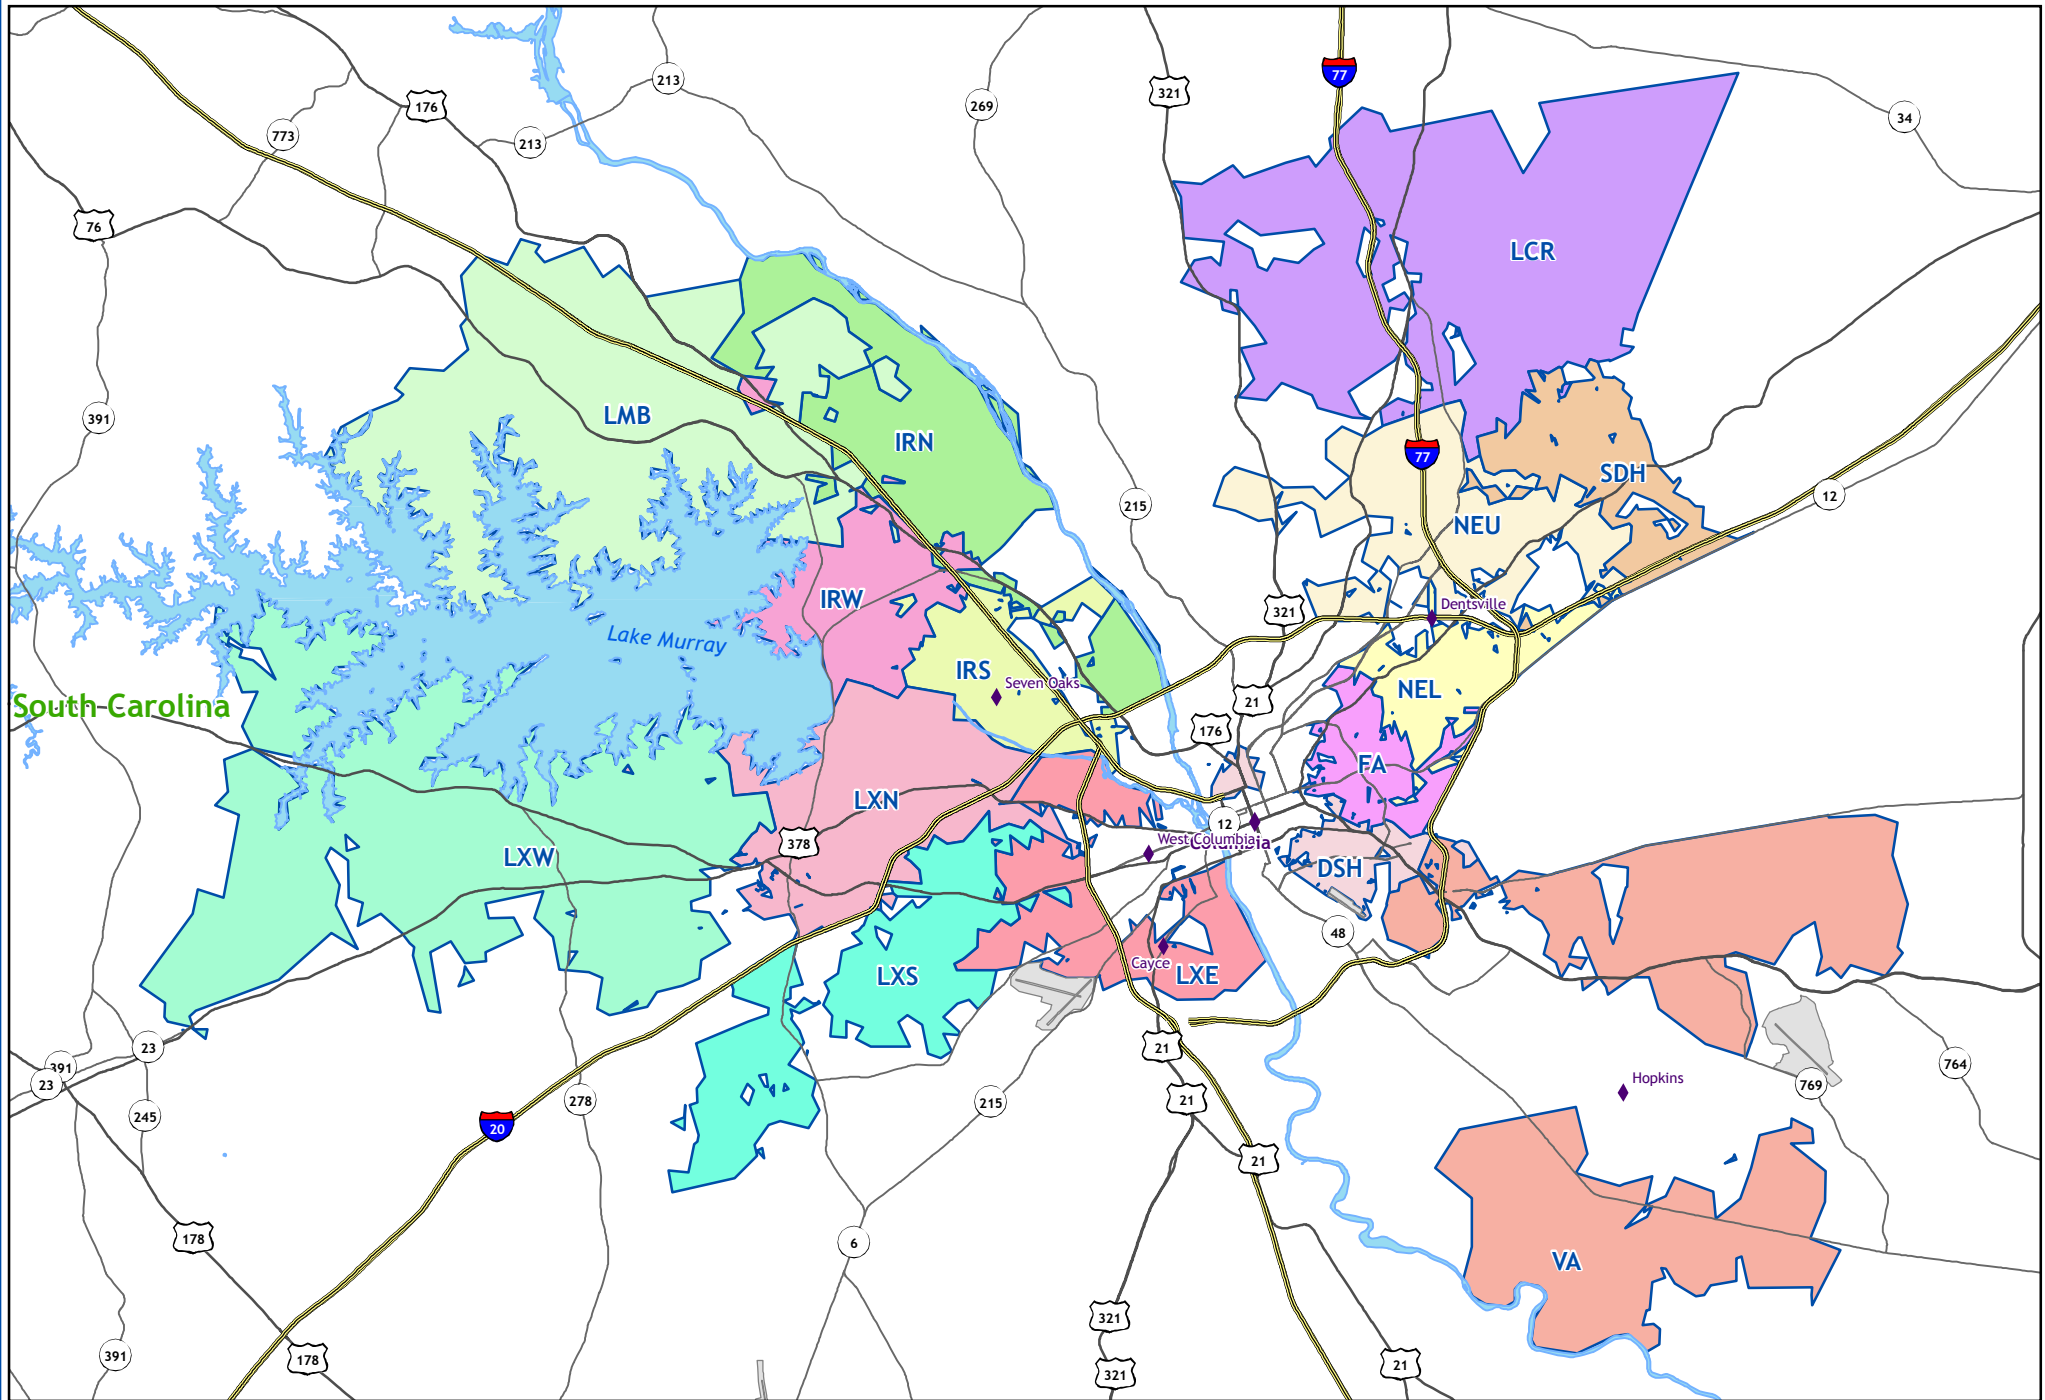 77
213
321
269
176
34
773
213
76
LCR
391
LMB
IRN
77
SDH
12
215
NEU
IRW
Dentsville
321
Lake Murray
IRS
Seven Oaks
NEL
21
South Carolina
176
FA
LXN
12
378
West Columbia
Columbia
LXW
DSH
48
Cayce
LXS
LXE
23
21
391
23
764
Hopkins
769
278
215
21
245
20
21
178
6
VA
321
391
178
21
321